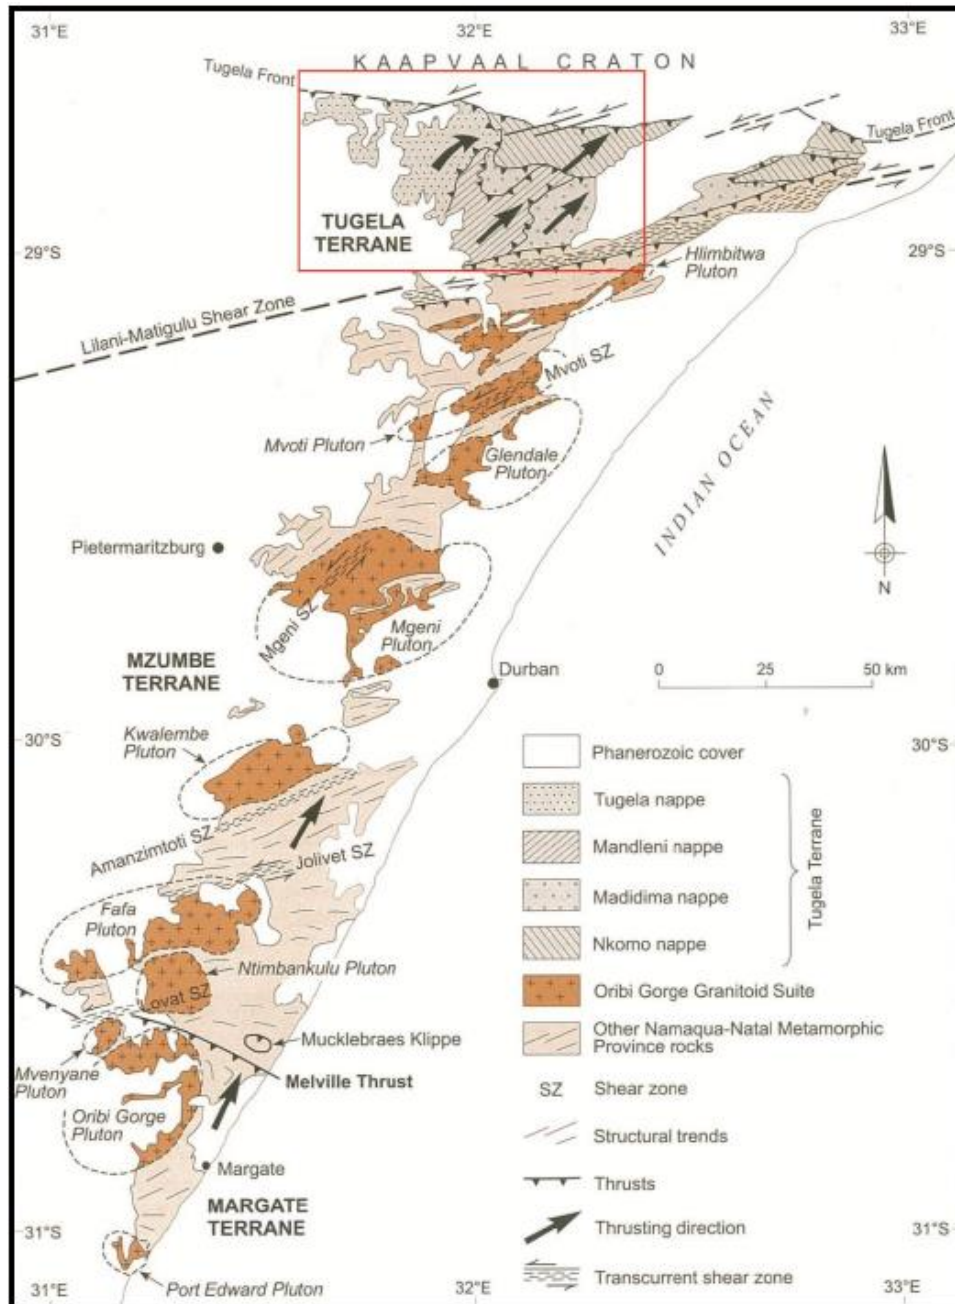 31°E
32°E
33°E
KAAPVAAL CRATON
Tugela Front
Tugela Front
TUGELA
TERRANE
29°S
29°S
Hlimbitwa
Pluton
Lilani-Matigulu Shear Zone
Mvoti SZ
Mvoti Pluton
Glendale
Pluton
INDIAN OCEAN
Pietermaritzburg
N
Mgeni SZ
Mgeni
Pluton
MZUMBE
TERRANE
Durban
0 25 50 km
Kwalembe
Pluton
30°S
30°S
Amanzimtoti SZ
Jolivet SZ
Fafa
Pluton
Ntimbankulu Pluton
Lovat SZ
Mucklebraes Klippe
Mvenyane
Pluton
Melville Thrust
Oribi Gorge
Pluton
Margate
MARGATE
TERRANE
31°S
31°S
Port Edward Pluton
31°E
32°E
33°E
Phanerozoic cover
Tugela nappe
Mandleni nappe
Madidima nappe
Nkomo nappe
Tugela Terrane
Oribi Gorge Granitoid Suite
Other Namaqua-Natal Metamorphic
Province rocks
SZ Shear zone
Structural trends
Thrusts
Thrusting direction
Transcurrent shear zone